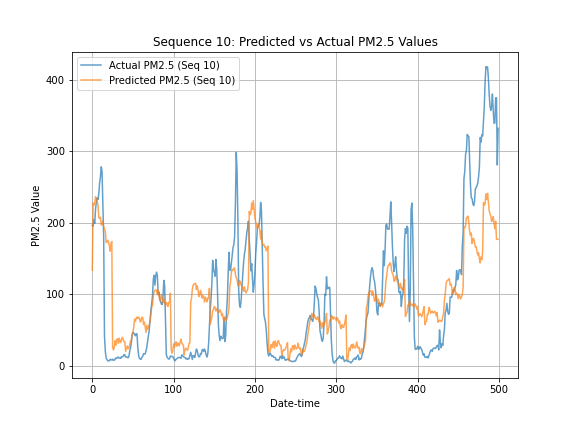 Sequence 10: Predicted vs Actual PM2.5 Values
Actual PM2.5 (Seq 10)
Predicted PM2.5 (Seq 10)
400
300
200
100
0
PM2.5 Value
0
100
200
300
400
500
Date-time